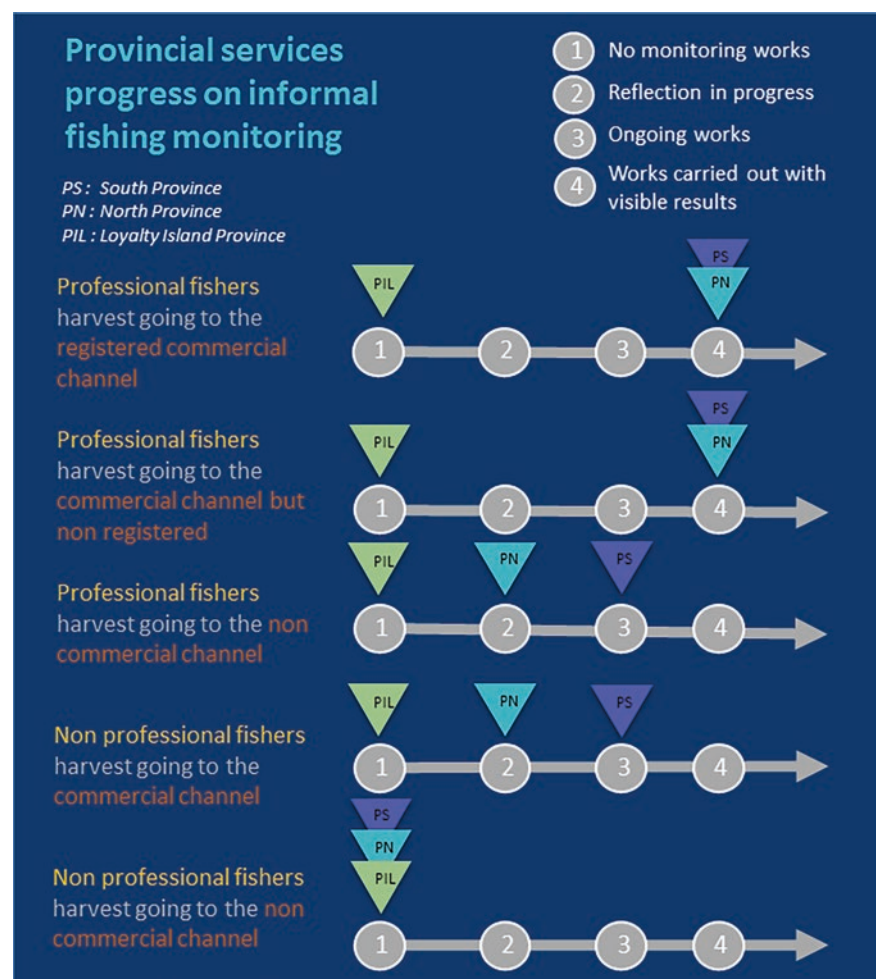 Provincial services
progress on informal
fishing monitoring
PS : South Province
PN : North Province
PIL : Loyalty Island Province
1 No monitoring works
2 Reflection in progress
3 Ongoing works
4 Works carried out with
visible results
Professional fishers
harvest going to the
registered commercial
channel
PIL
PS
PN
1 2 3 4
Professional fishers
harvest going to the
commercial channel but
non registered
PIL
PS
PN
1 2 3 4
Professional fishers
harvest going to the non
commercial channel
PIL PN PS
1 2 3 4
Non professional fishers
harvest going to the
commercial channel
PIL PN PS
1 2 3 4
Non professional fishers
harvest going to the non
commercial channel
PS
PN
PIL
1 2 3 4